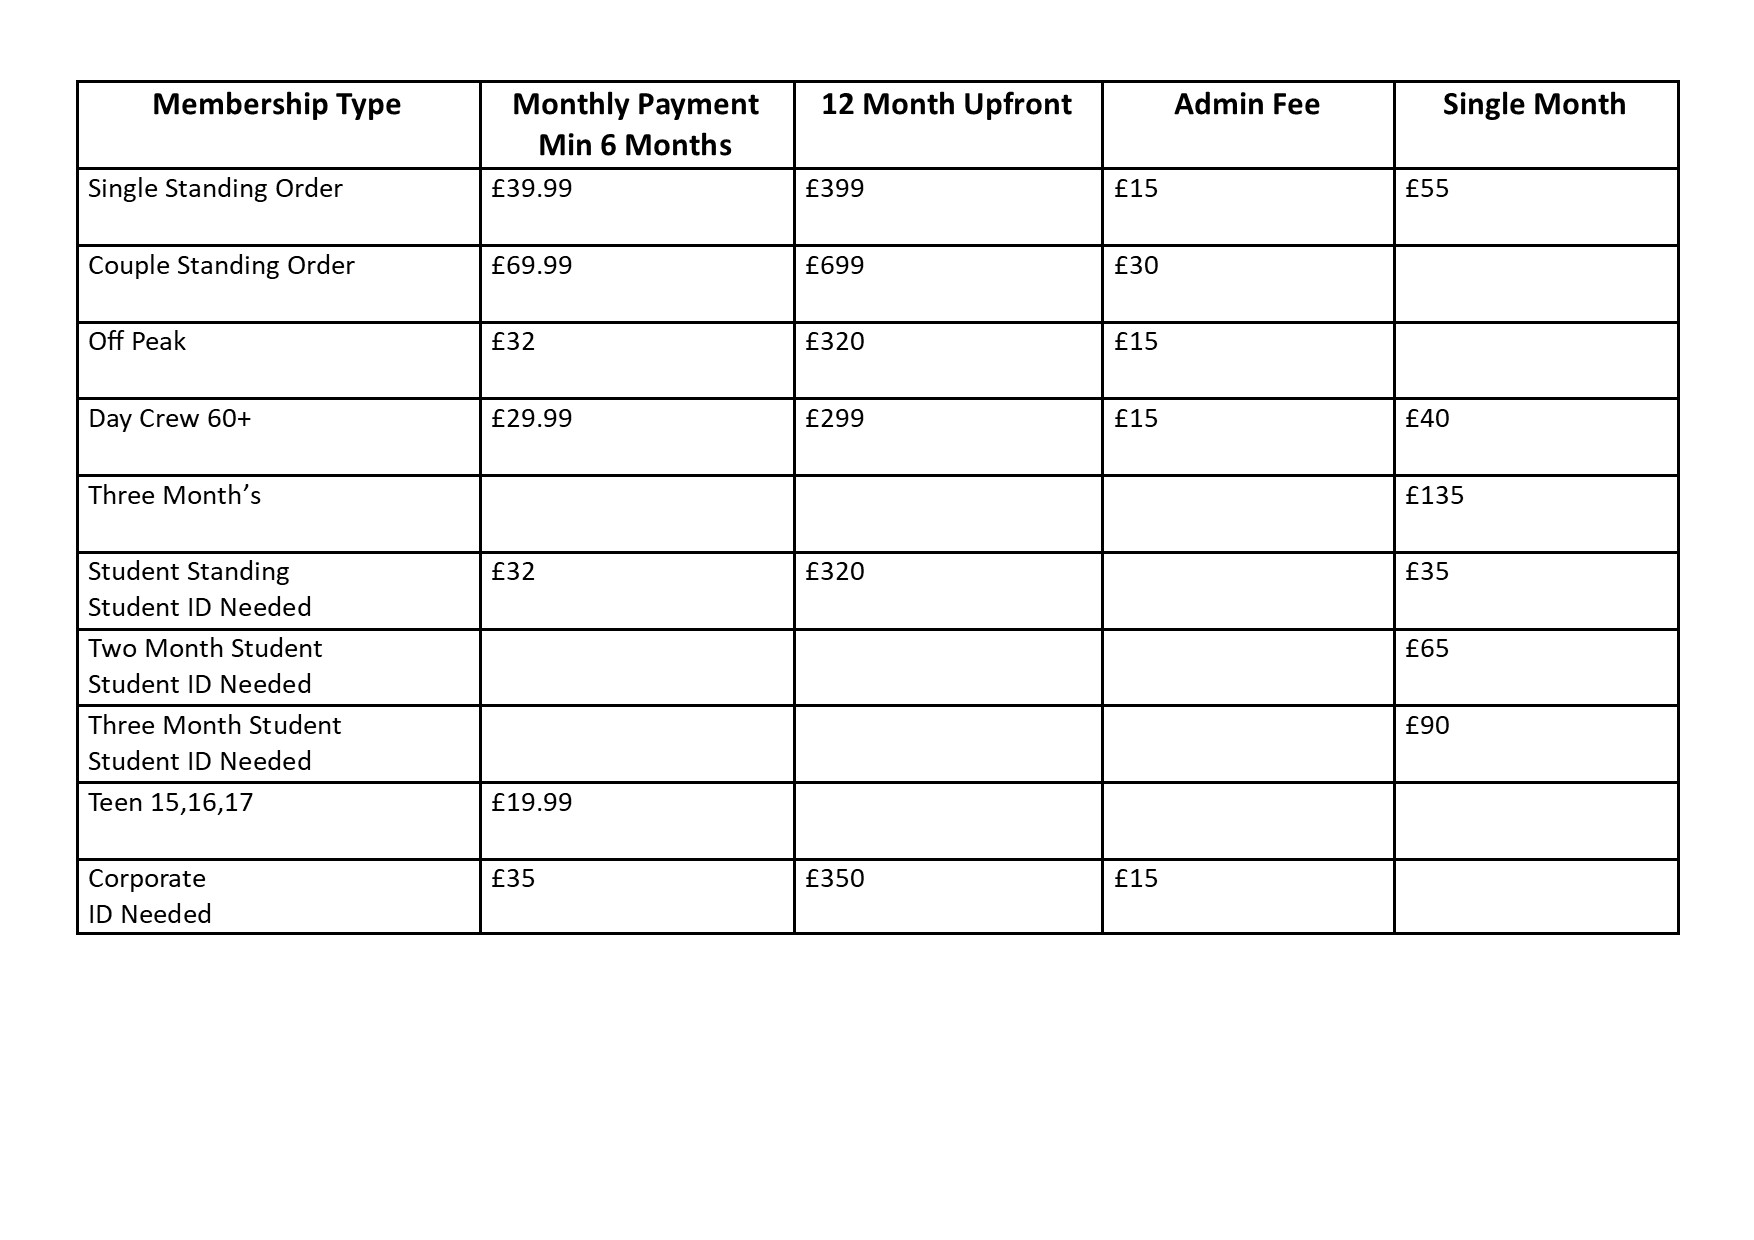 Membership Type Monthly Payment 12 Month Upfront Admin Fee Single Month
Min 6 Months
Single Standing Order £39.99 £399 £15 £55
Couple Standing Order £69.99 £699 £30
Off Peak £32 £320 £15
Day Crew 60+ £29.99 £299 £15 £40
Three Month’s £135
Student Standing £32 £320 £35
Student ID Needed
Two Month Student £65
Student ID Needed
Three Month Student £90
Student ID Needed
Teen 15,16,17 £19.99
Corporate £35 £350 £15
ID Needed